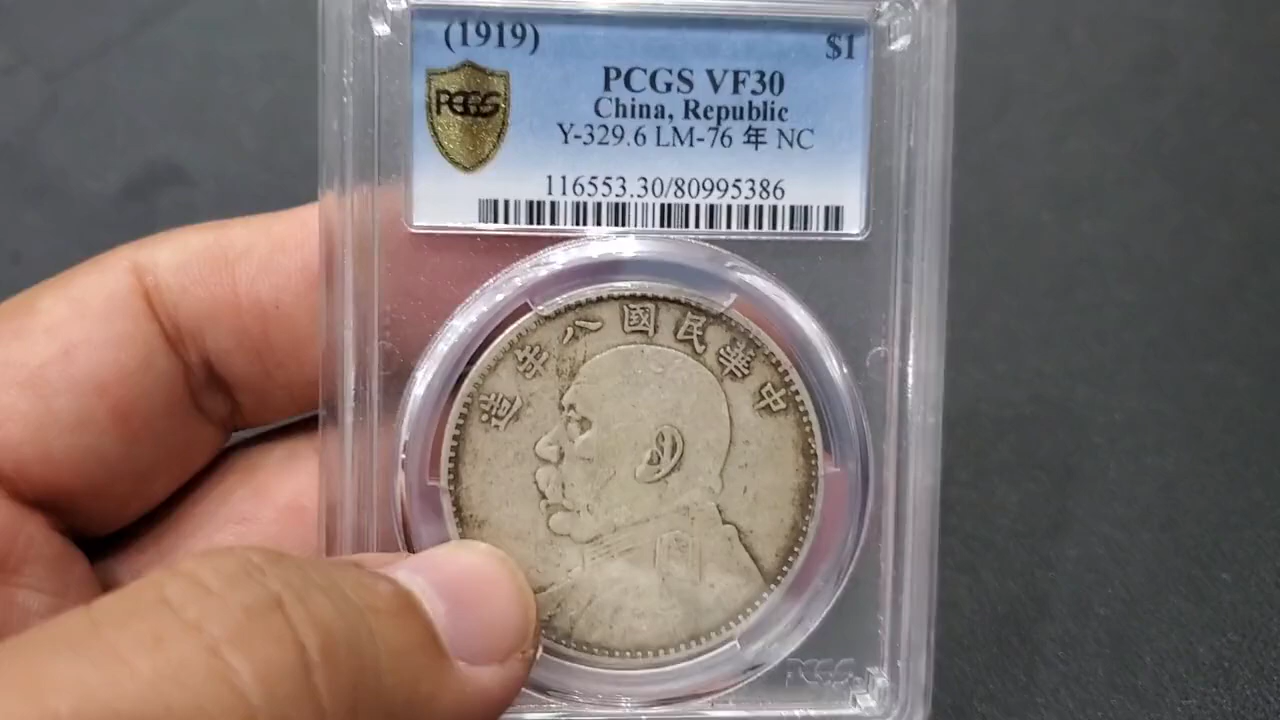 (1919) $1
PCGS VF30
China, Republic
PCGS
Y-329.6 LM-76 年 NC
116553.30/80995386
造年八國民華中
PCGS